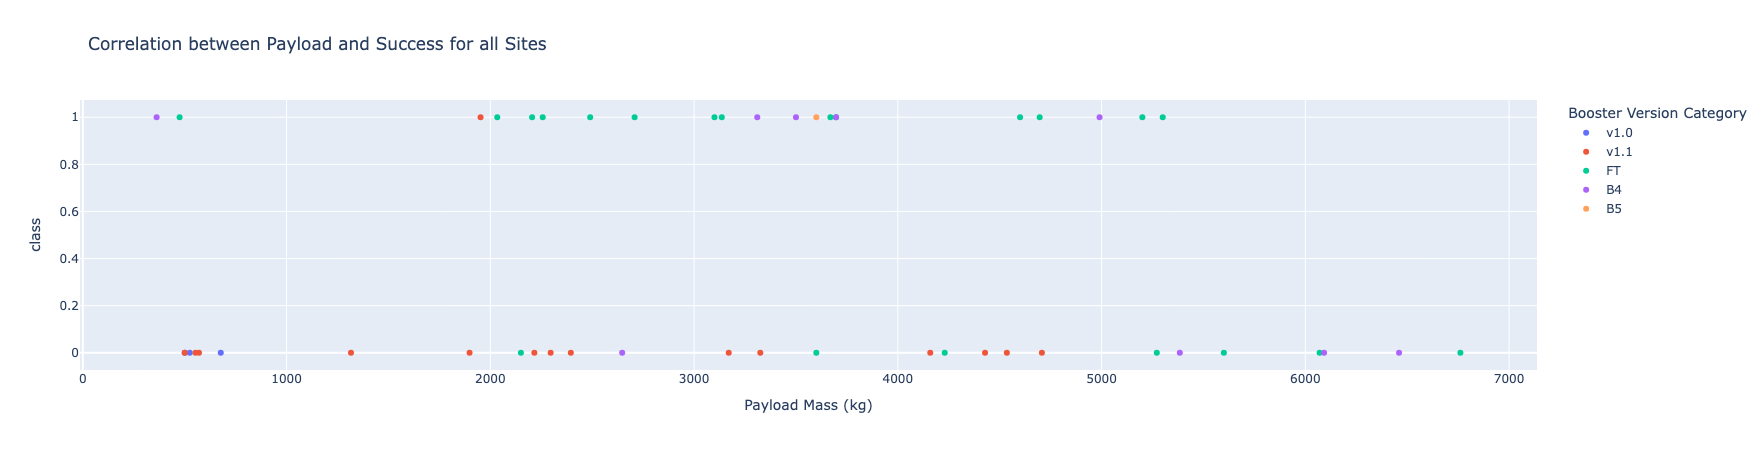 Correlation between Payload and Success for all Sites
Booster Version Category
v1.0
v1.1
FT
B4
B5
class
1
0.8
0.6
0.4
0.2
0
0 1000 2000 3000 4000 5000 6000 7000
Payload Mass (kg)